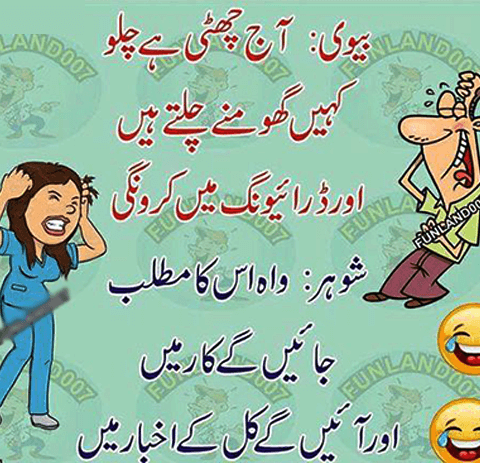 بیوی: آج چھٹی ہے چلو
کہیں گھومنے چلتے ہیں
اور ڈرائیونگ میں کرونگی
شوہر: واہ اس کا مطلب
جائیں گے کار میں
اور آئیں گے کل کے اخبار میں
FUNLAND007